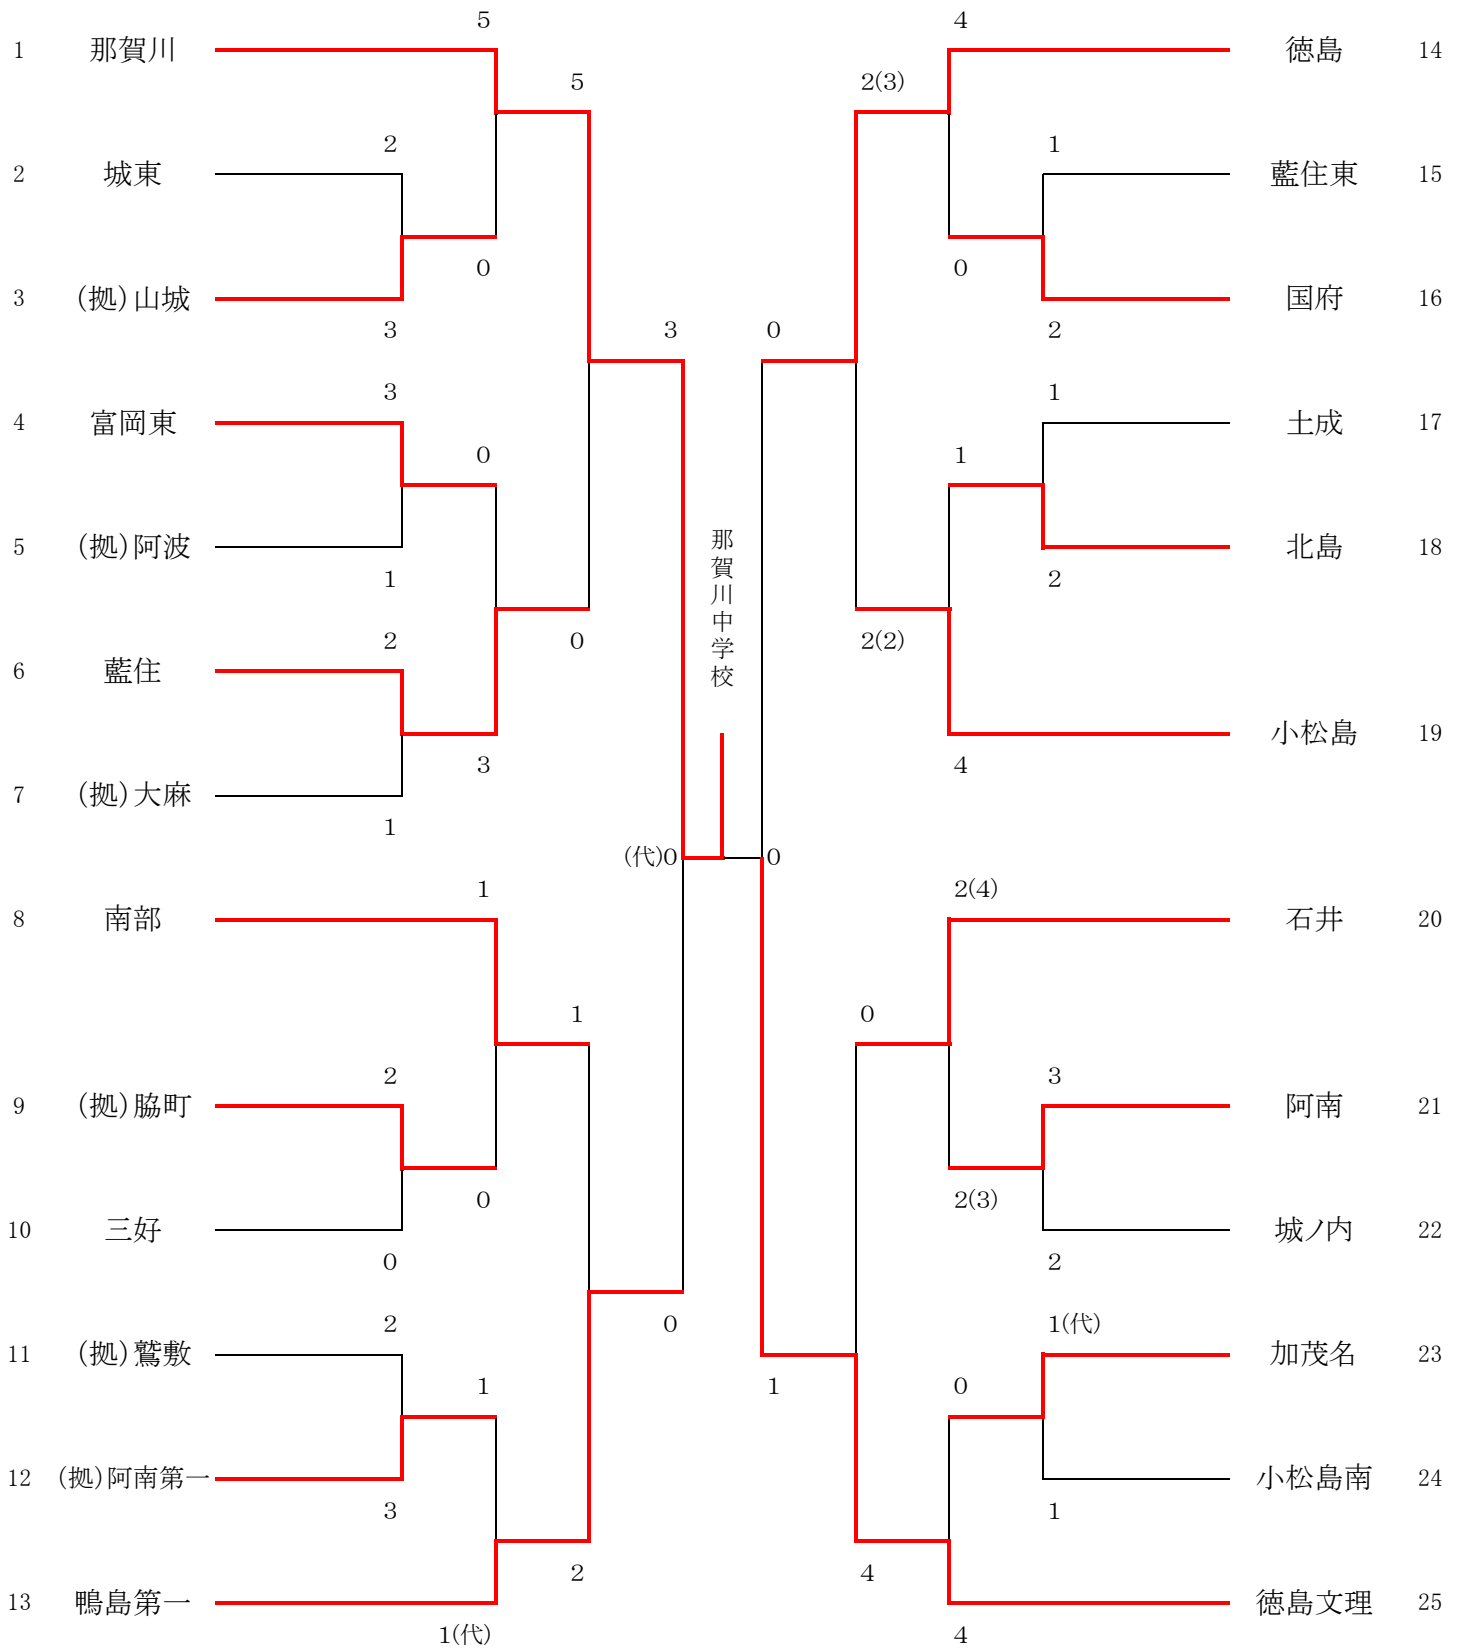 5
4
1 那賀川
徳島 14
5
2(3)
2
1
2 城東
藍住東 15
0
0
3 (拠)山城
国府 16
3
2
3
0
3
1
4 富岡東
土成 17
0
1
5 (拠)阿波
北島 18
1
2
那賀川中学校
2
0
2(2)
6 藍住
小松島 19
3
4
7 (拠)大麻
1
(代)0
0
1
2(4)
8 南部
石井 20
1
0
2
3
9 (拠)脇町
阿南 21
0
2(3)
10 三好
城ノ内 22
0
2
2
0
1(代)
11 (拠)鷲敷
加茂名 23
1
1
0
12 (拠)阿南第一
小松島南 24
3
1
2
4
13 鴨島第一
徳島文理 25
1(代)
4